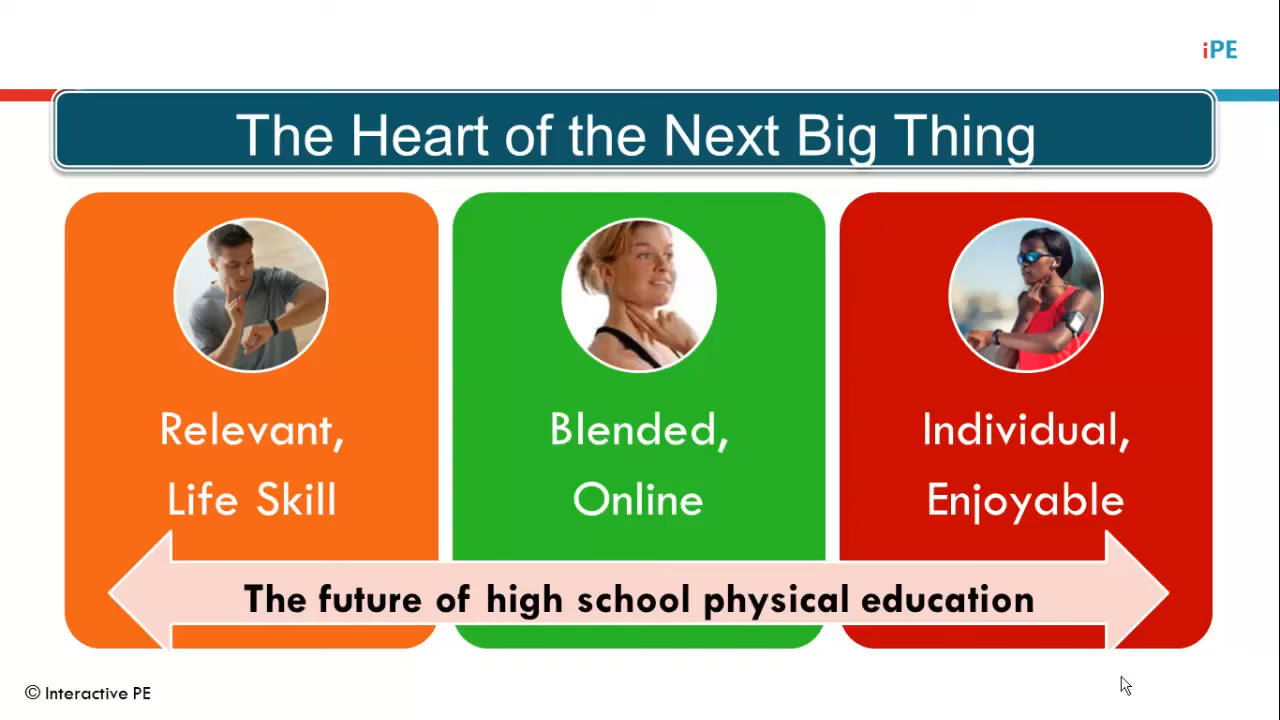 iPE
The Heart of the Next Big Thing
Relevant,
Life Skill
Blended,
Online
Individual,
Enjoyable
The future of high school physical education
© Interactive PE